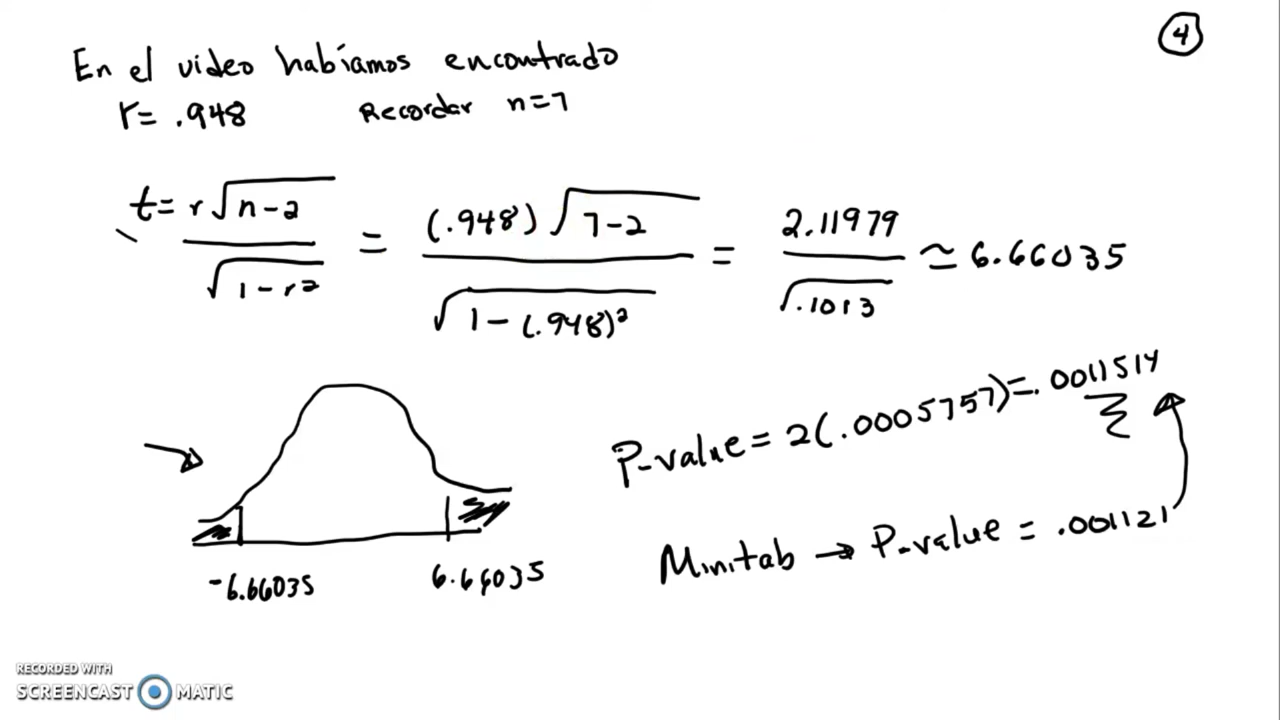 4
En el video habíamos encontrado
r = .948 Recordar n=7
t = r√(n-2) / √(1-r²) = (.948)√(7-2) / √(1-(.948)²) = 2.11979 / √.1013 ≃ 6.66035
P-value = 2(.0005757) = .0011514
Minitab → P-value = .001121
-6.66035 6.66035
RECORDED WITH
SCREENCAST MATIC